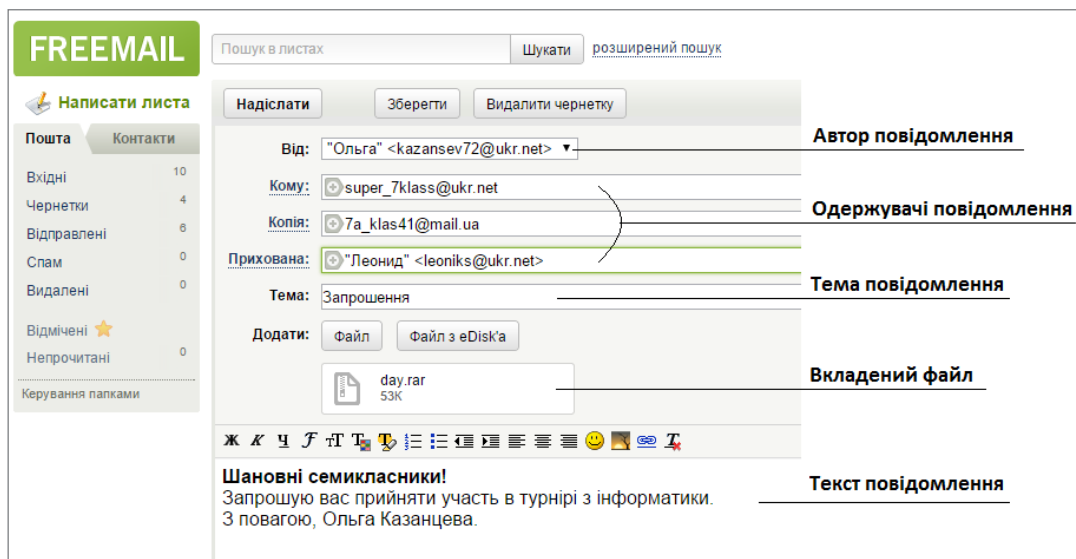 FREEMAIL
Пошук в листах
Шукати
розширений пошук
Написати листа
Пошта
Контакти
Вхідні 10
Чернетки 4
Відправлені 6
Спам 0
Видалені 0
Відмічені
Непрочитані 0
Керування папками
Надіслати
Зберегти
Видалити чернетку
Від: "Ольга" <kazansev72@ukr.net>
Автор повідомлення
Кому: super_7klass@ukr.net
Копія: 7a_klas41@mail.ua
Одержувачі повідомлення
Прихована: "Леонид" <leoniks@ukr.net>
Тема: Запрошення
Тема повідомлення
Додати: Файл Файл з eDisk'а
day.rar
53K
Вкладений файл
Ж К Ч F тT T T T
Шановні семикласники!
Запрошую вас прийняти участь в турнірі з інформатики.
З повагою, Ольга Казанцева.
Текст повідомлення